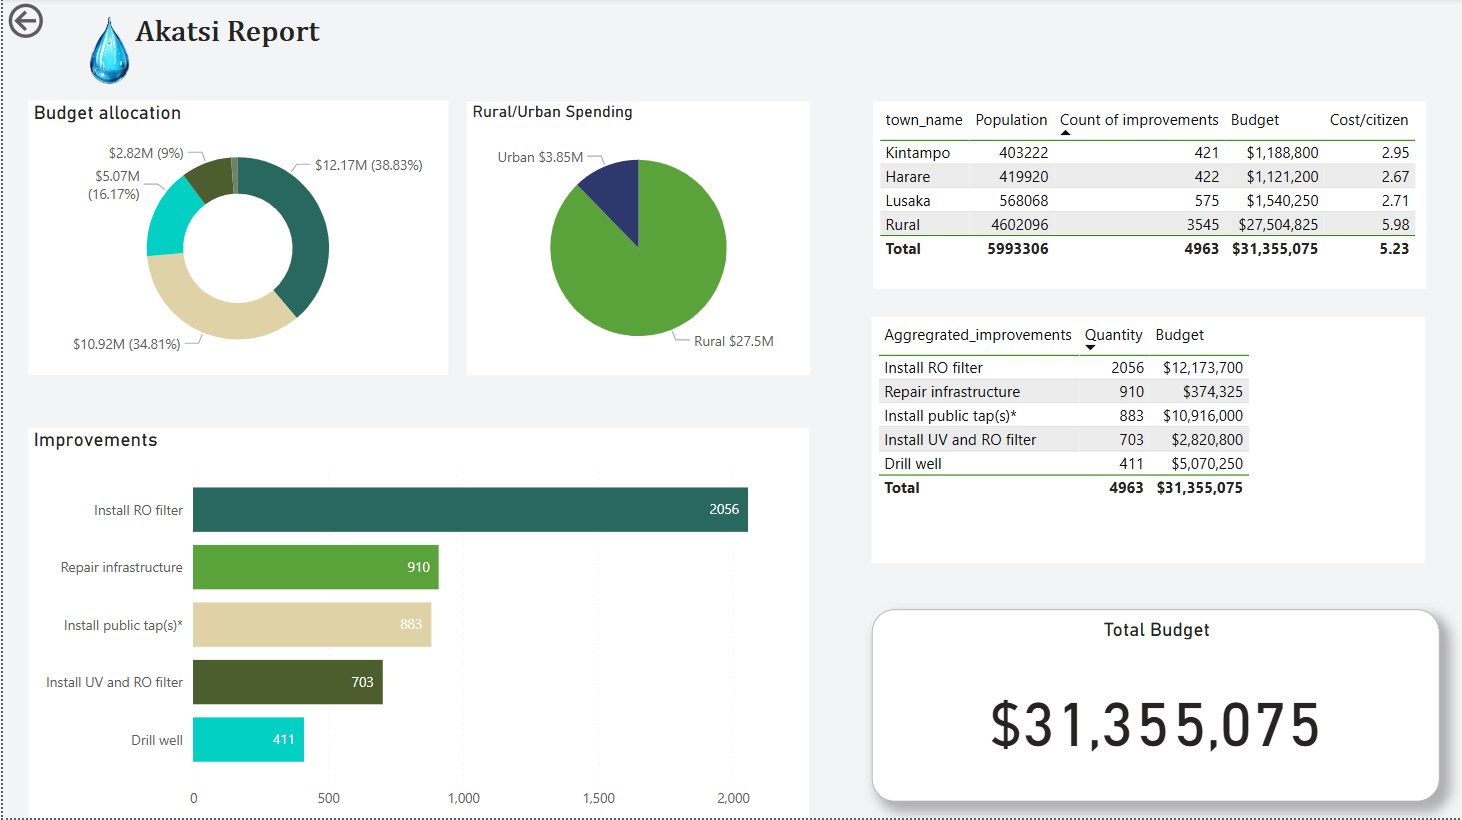 Akatsi Report
Budget allocation
$2.82M (9%)
$5.07M
(16.17%)
$12.17M (38.83%)
$10.92M (34.81%)
Rural/Urban Spending
Urban $3.85M
Rural $27.5M
town_name Population Count of improvements Budget Cost/citizen
Kintampo 403222 421 $1,188,800 2.95
Harare 419920 422 $1,121,200 2.67
Lusaka 568068 575 $1,540,250 2.71
Rural 4602096 3545 $27,504,825 5.98
Total 5993306 4963 $31,355,075 5.23
Aggregrated_improvements Quantity Budget
Install RO filter 2056 $12,173,700
Repair infrastructure 910 $374,325
Install public tap(s)* 883 $10,916,000
Install UV and RO filter 703 $2,820,800
Drill well 411 $5,070,250
Total 4963 $31,355,075
Improvements
Install RO filter 2056
Repair infrastructure 910
Install public tap(s)* 883
Install UV and RO filter 703
Drill well 411
0 500 1,000 1,500 2,000
Total Budget
$31,355,075